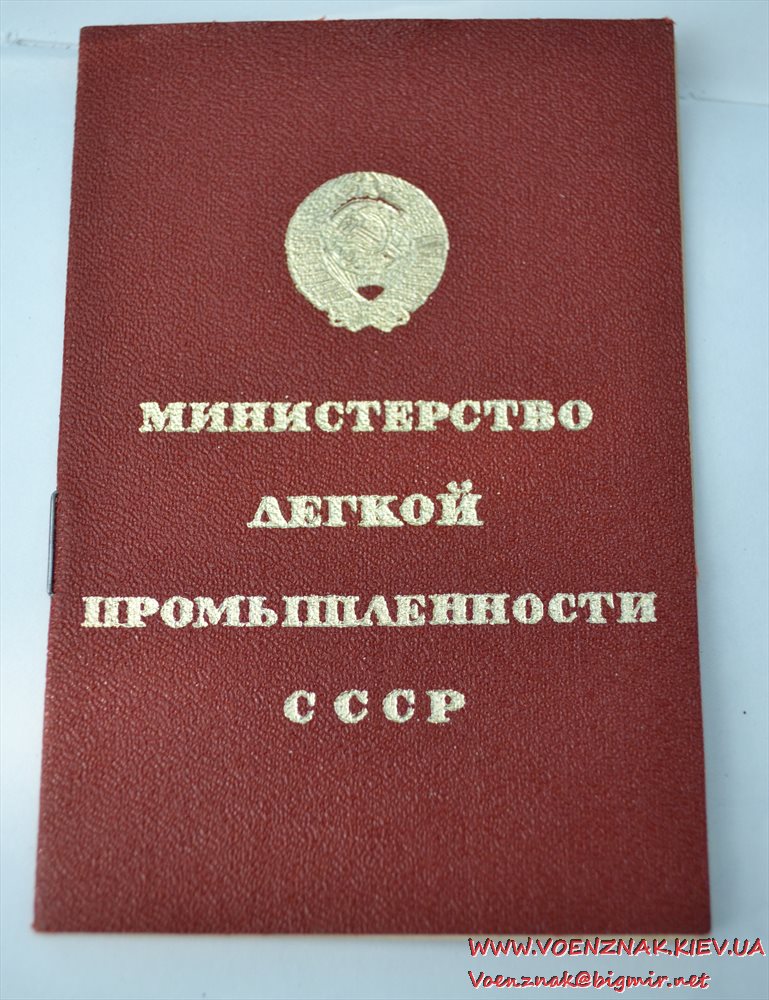 МИНИСТЕРСТВО
ЛЕГКОЙ
ПРОМЫШЛЕННОСТИ
СССР
WWW.VOENZNAK.KIEV.UA
Voenznak@bigmir.net